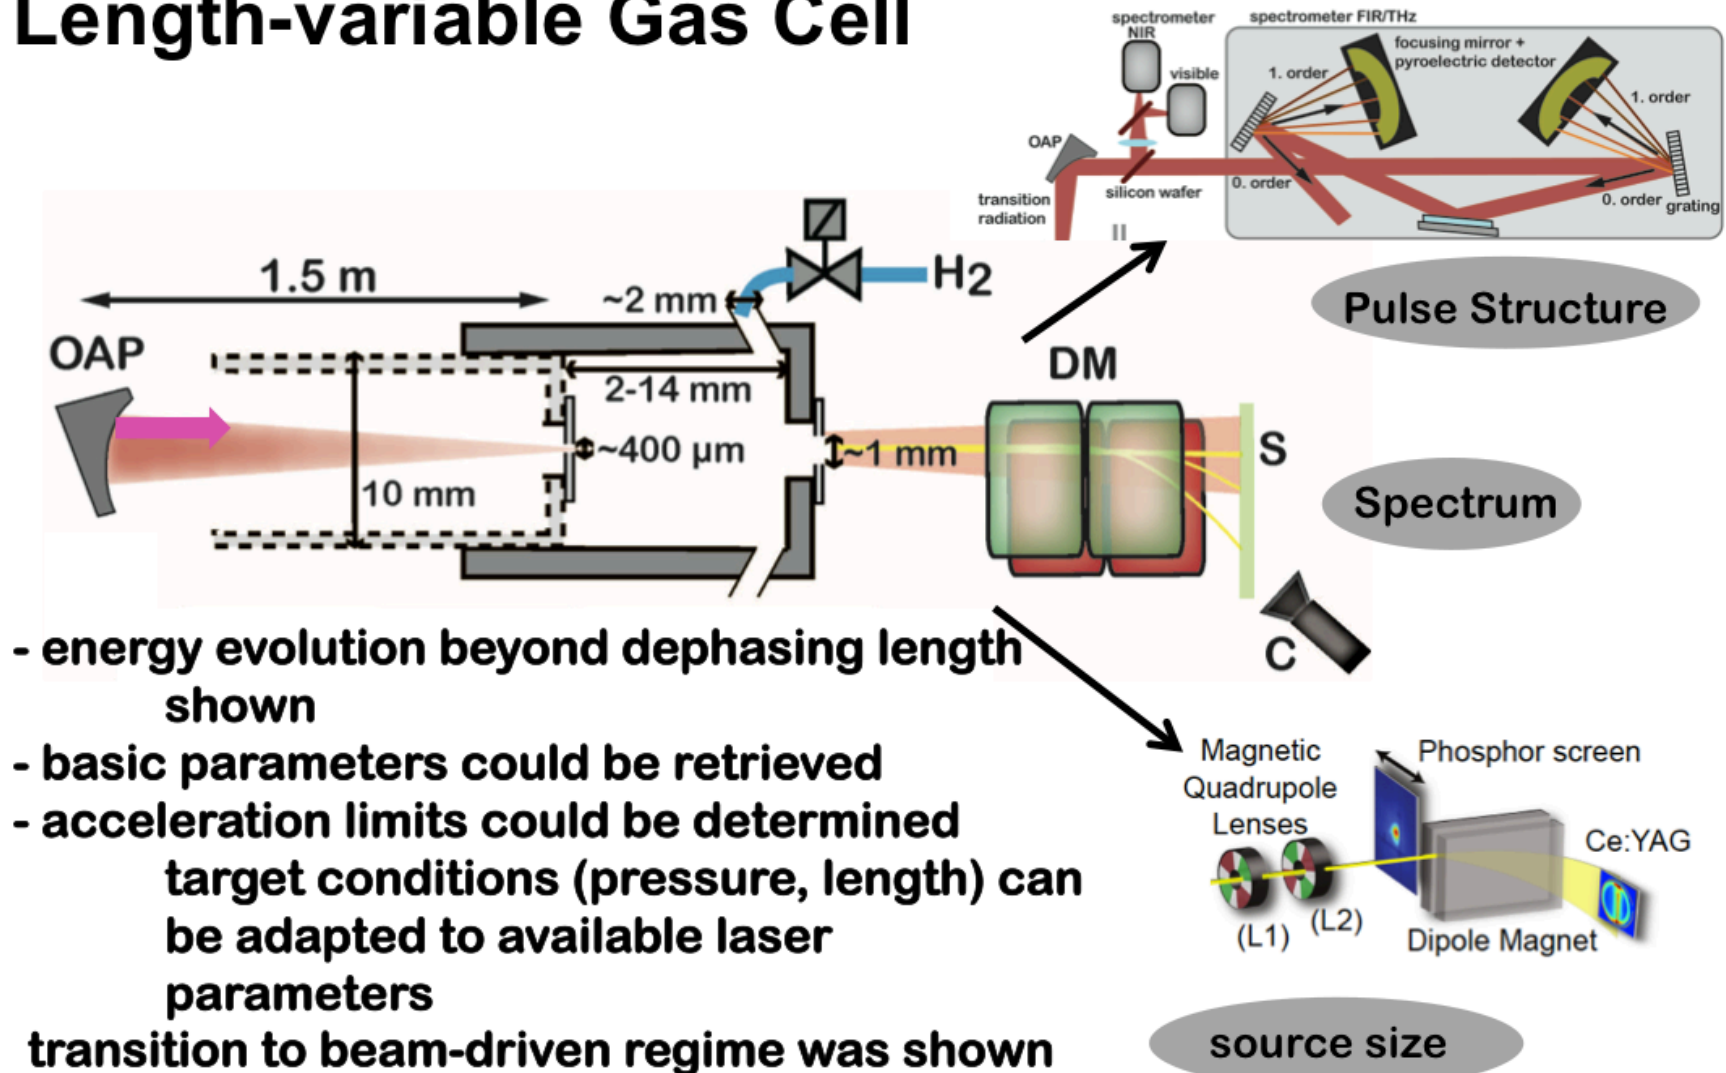 Length-variable Gas Cell
spectrometer
NIR
visible
OAP
transition
radiation
silicon wafer
II
spectrometer FIR/THz
focusing mirror +
pyroelectric detector
1. order
1. order
0. order
0. order
grating
Pulse Structure
1.5 m
~2 mm
H2
OAP
2-14 mm
~400 µm
10 mm
~1 mm
DM
S
C
Spectrum
- energy evolution beyond dephasing length
shown
- basic parameters could be retrieved
- acceleration limits could be determined
target conditions (pressure, length) can
be adapted to available laser
parameters
transition to beam-driven regime was shown
Magnetic
Quadrupole
Lenses
Phosphor screen
Ce:YAG
(L1)
(L2)
Dipole Magnet
source size